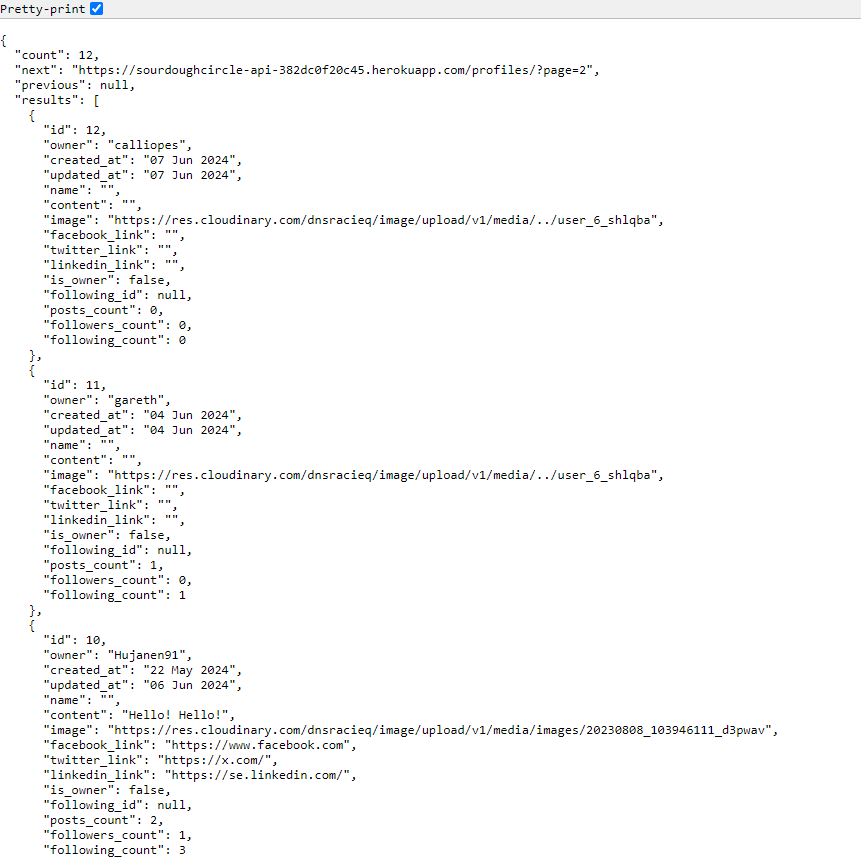 Pretty-print
{
  "count": 12,
  "next": "https://sourdoughcircle-api-382dc0f20c45.herokuapp.com/profiles/?page=2",
  "previous": null,
  "results": [
    {
      "id": 12,
      "owner": "calliopes",
      "created_at": "07 Jun 2024",
      "updated_at": "07 Jun 2024",
      "name": "",
      "content": "",
      "image": "https://res.cloudinary.com/dnsracieq/image/upload/v1/media/../user_6_shlqba",
      "facebook_link": "",
      "twitter_link": "",
      "linkedin_link": "",
      "is_owner": false,
      "following_id": null,
      "posts_count": 0,
      "followers_count": 0,
      "following_count": 0
    },
    {
      "id": 11,
      "owner": "gareth",
      "created_at": "04 Jun 2024",
      "updated_at": "04 Jun 2024",
      "name": "",
      "content": "",
      "image": "https://res.cloudinary.com/dnsracieq/image/upload/v1/media/../user_6_shlqba",
      "facebook_link": "",
      "twitter_link": "",
      "linkedin_link": "",
      "is_owner": false,
      "following_id": null,
      "posts_count": 1,
      "followers_count": 0,
      "following_count": 1
    },
    {
      "id": 10,
      "owner": "Hujanen91",
      "created_at": "22 May 2024",
      "updated_at": "06 Jun 2024",
      "name": "",
      "content": "Hello! Hello!",
      "image": "https://res.cloudinary.com/dnsracieq/image/upload/v1/media/images/20230808_103946111_d3pwav",
      "facebook_link": "https://www.facebook.com",
      "twitter_link": "https://x.com/",
      "linkedin_link": "https://se.linkedin.com/",
      "is_owner": false,
      "following_id": null,
      "posts_count": 2,
      "followers_count": 1,
      "following_count": 3